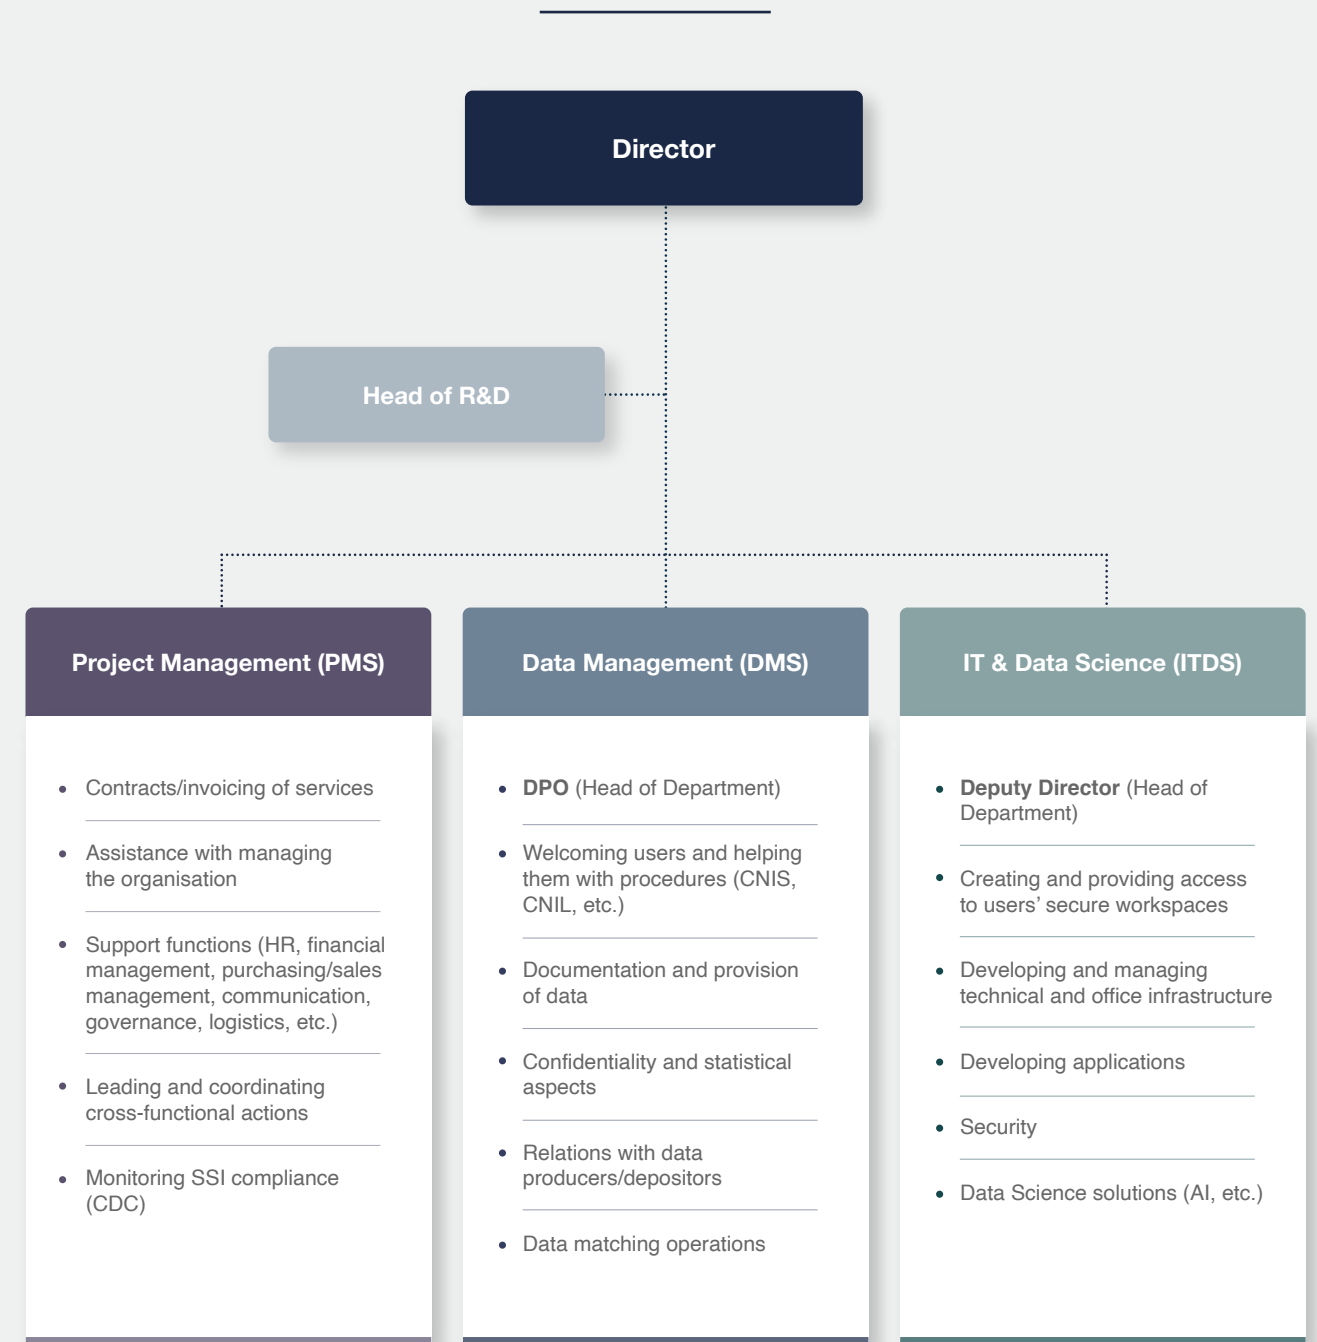 Director
Head of R&D
Project Management (PMS)
Contracts/invoicing of services
Assistance with managing
the organisation
Support functions (HR, financial
management, purchasing/sales
management, communication,
governance, logistics, etc.)
Leading and coordinating
cross-functional actions
Monitoring SSI compliance
(CDC)
Data Management (DMS)
DPO (Head of Department)
Welcoming users and helping
them with procedures (CNIS,
CNIL, etc.)
Documentation and provision
of data
Confidentiality and statistical
aspects
Relations with data
producers/depositors
Data matching operations
IT & Data Science (ITDS)
Deputy Director (Head of
Department)
Creating and providing access
to users’ secure workspaces
Developing and managing
technical and office infrastructure
Developing applications
Security
Data Science solutions (AI, etc.)